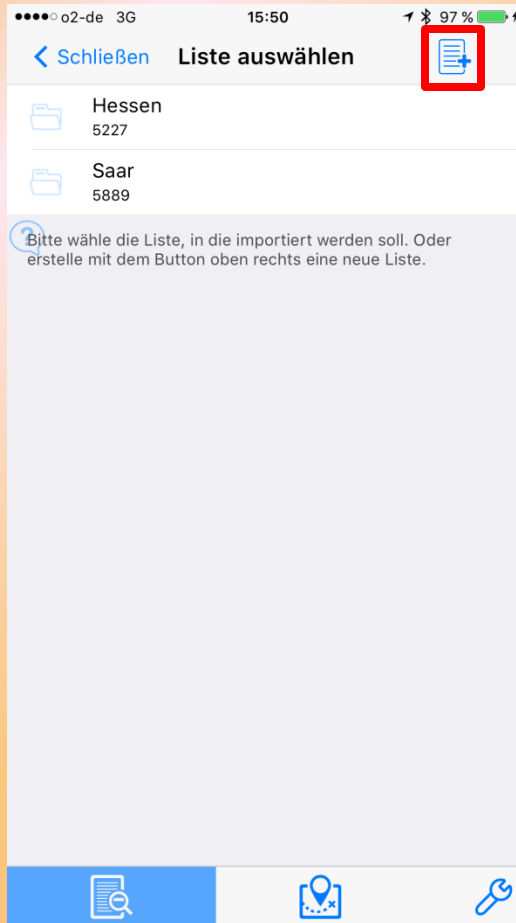 o2-de 3G 15:50 97 %
Schließen Liste auswählen
Hessen
5227
Saar
5889
?
Bitte wähle die Liste, in die importiert werden soll. Oder
erstelle mit dem Button oben rechts eine neue Liste.